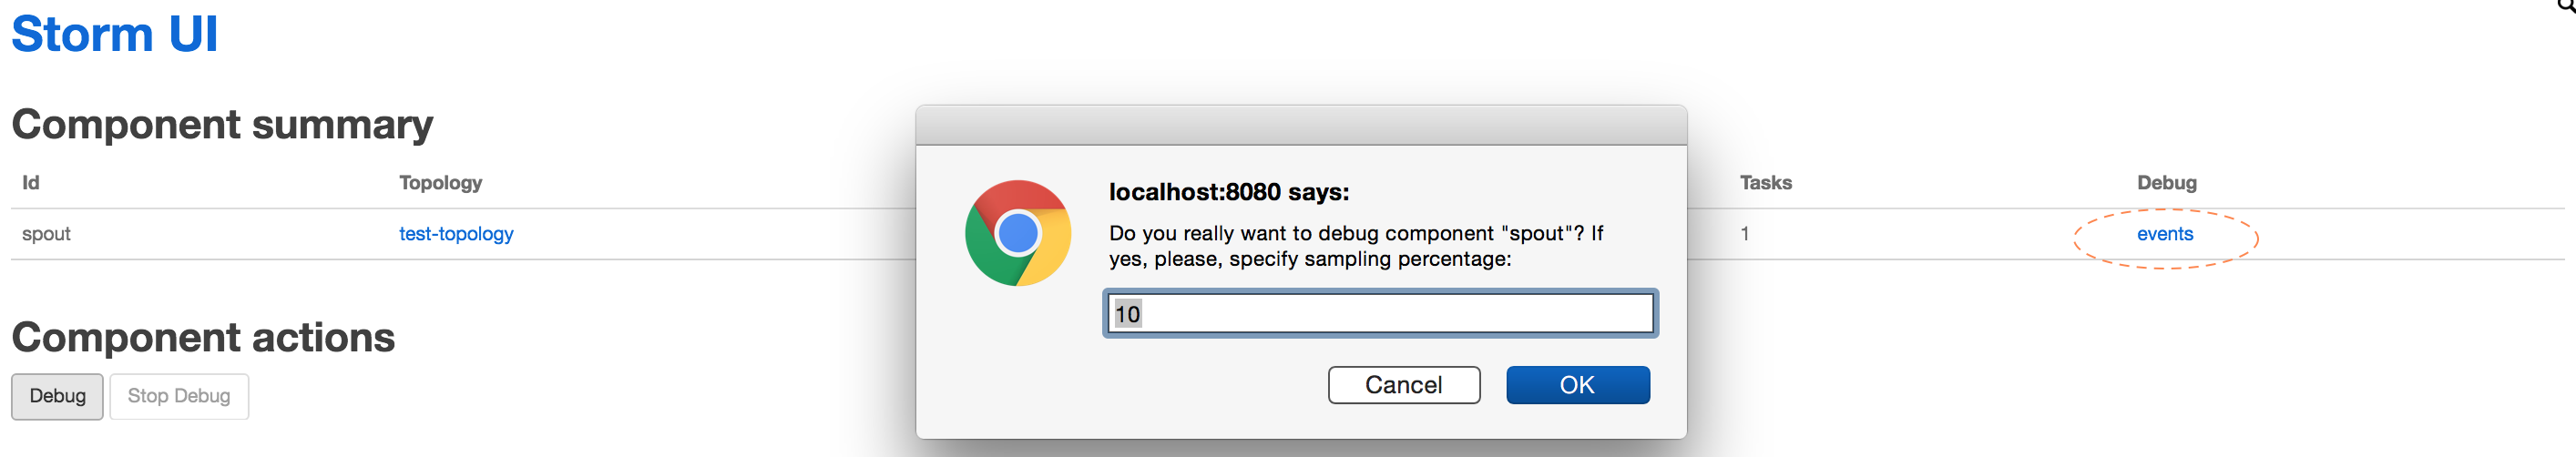 Storm UI
Component summary
Id Topology Tasks Debug
spout test-topology 1 events
localhost:8080 says:
Do you really want to debug component "spout"? If
yes, please, specify sampling percentage:
10
Cancel OK
Component actions
Debug Stop Debug